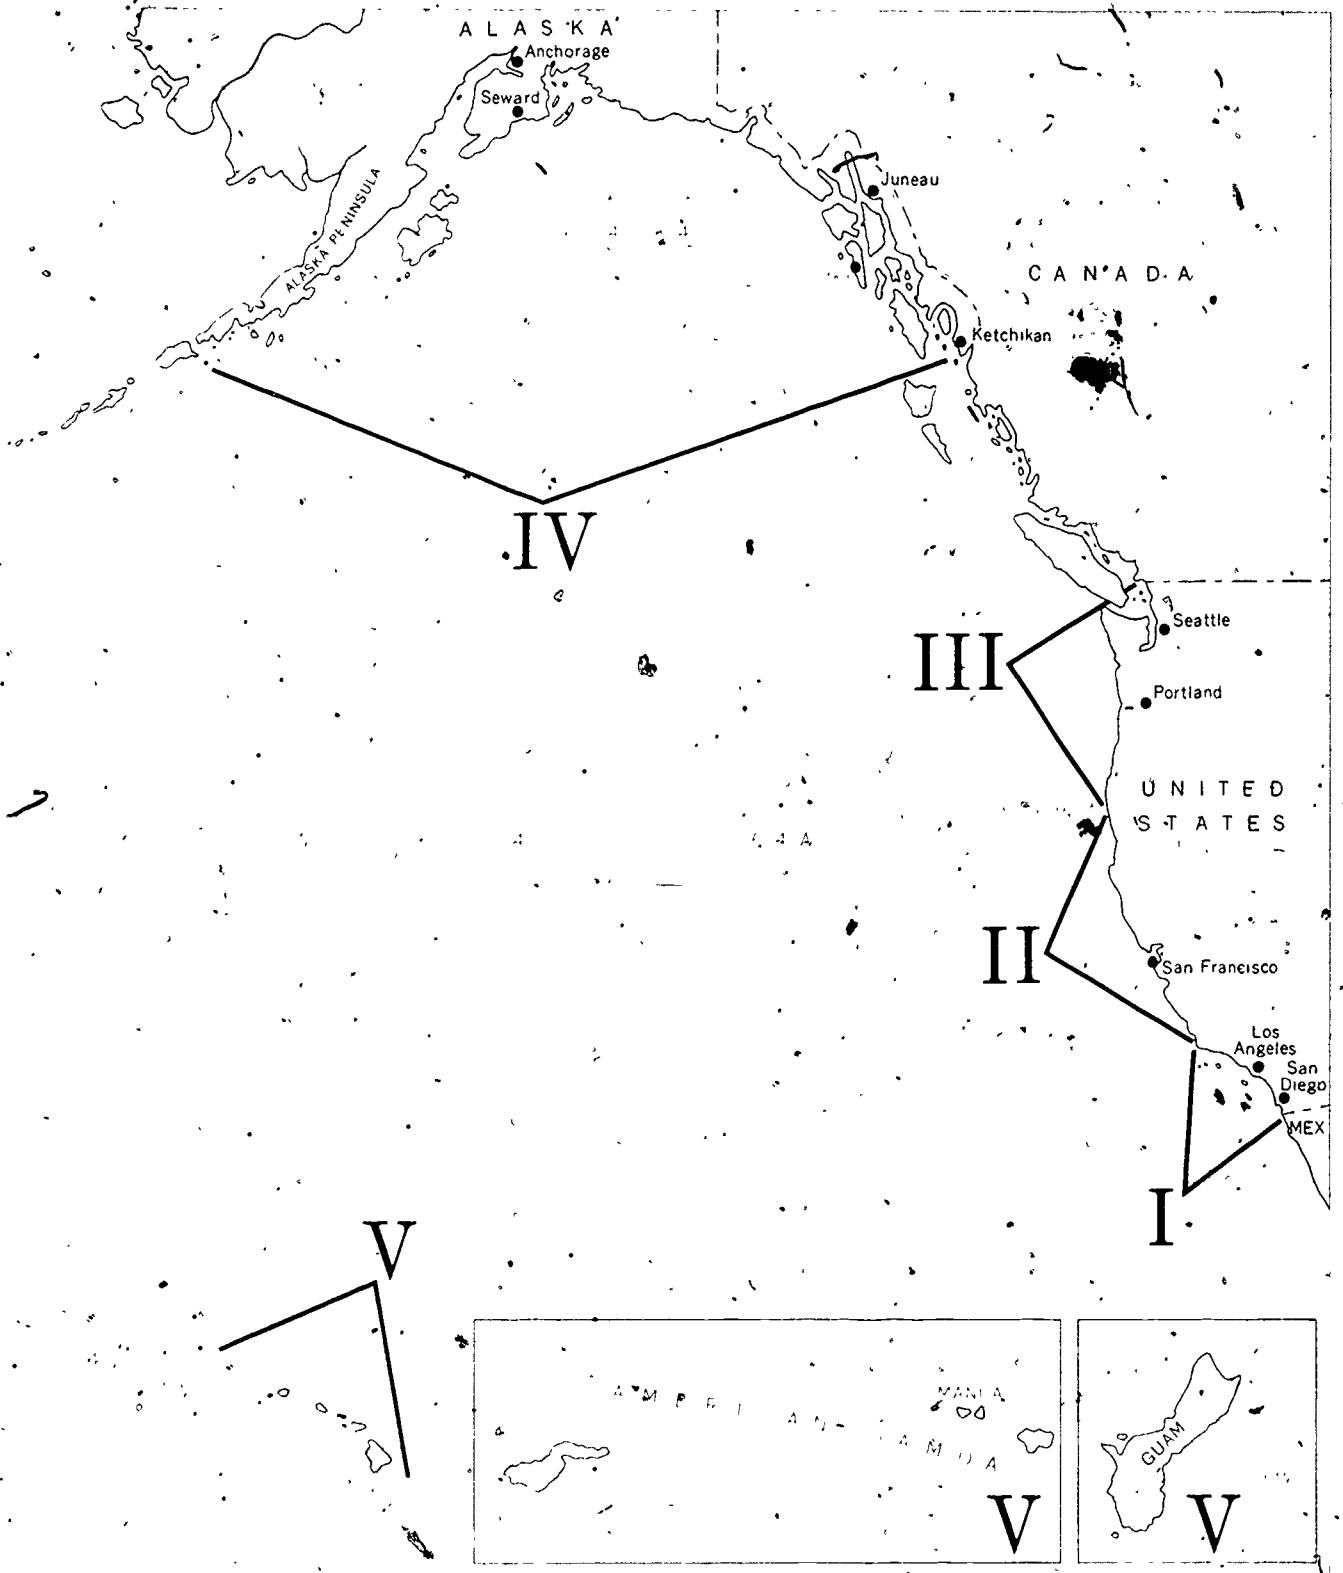 ALASKA
Anchorage
Seward
Juneau
ALASKA PENINSULA
CANADA
Ketchikan
IV
Seattle
III
Portland
UNITED
STATES
II
San Francisco
Los
Angeles
San
Diego
MEX
I
V
MANUA
GUAM
V
V